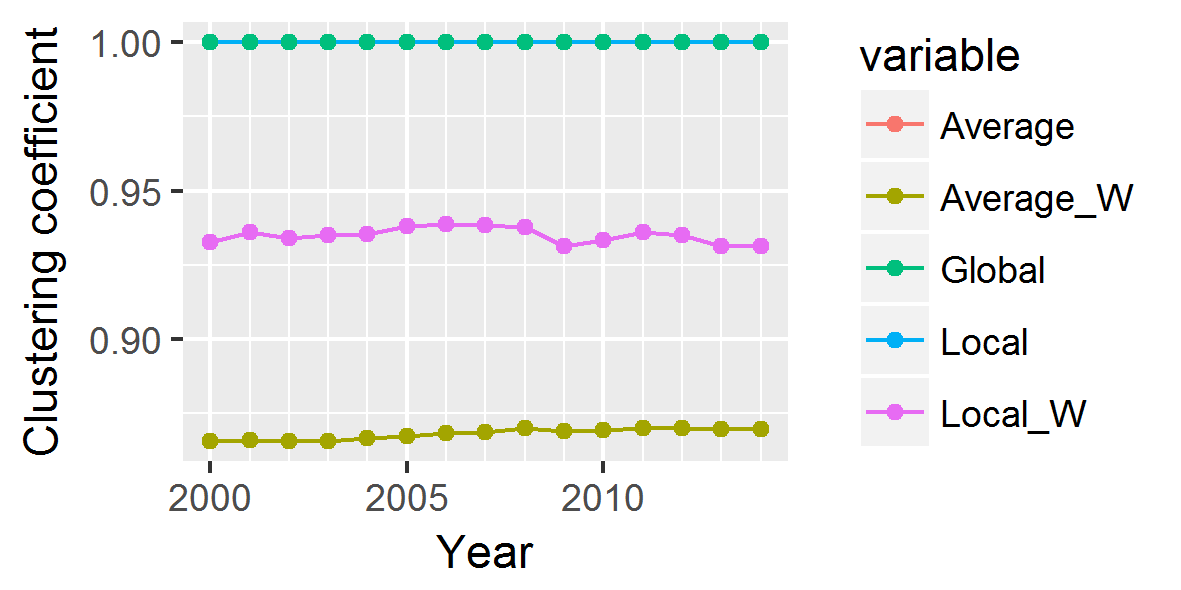 Clustering coefficient
1.00
0.95
0.90
2000 2005 2010
Year
variable
Average
Average_W
Global
Local
Local_W